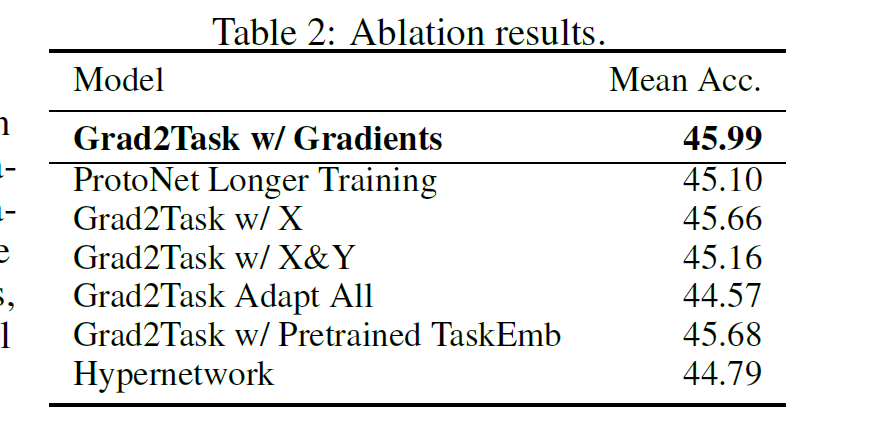 Table 2: Ablation results.
Model Mean Acc.
Grad2Task w/ Gradients 45.99
ProtoNet Longer Training 45.10
Grad2Task w/ X 45.66
Grad2Task w/ X&Y 45.16
Grad2Task Adapt All 44.57
Grad2Task w/ Pretrained TaskEmb 45.68
Hypernetwork 44.79